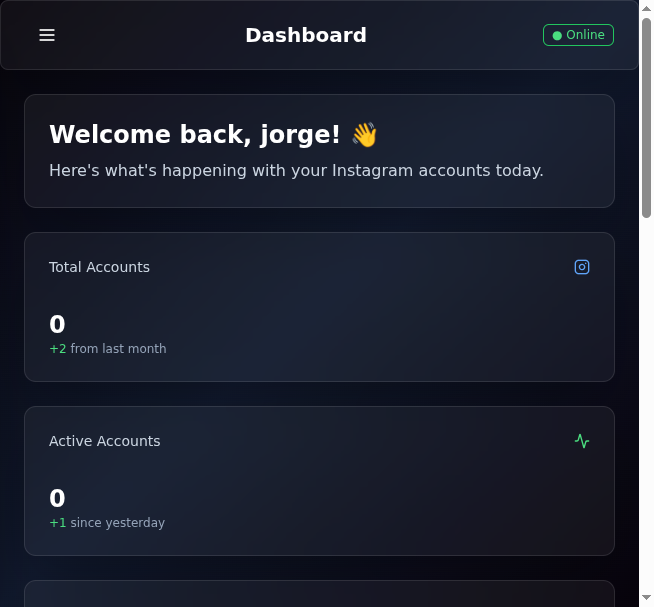 Dashboard
Online
Welcome back, jorge! 👋
Here's what's happening with your Instagram accounts today.
Total Accounts
0
+2 from last month
Active Accounts
0
+1 since yesterday